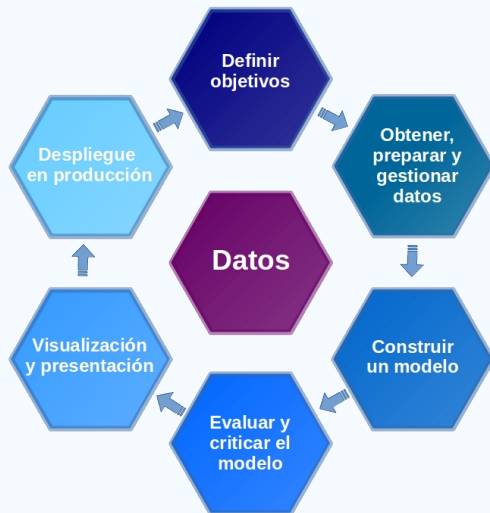 Definir
objetivos
Obtener,
preparar y
gestionar
datos
Construir
un modelo
Evaluar y
criticar el
modelo
Visualización
y presentación
Despliegue
en producción
Datos